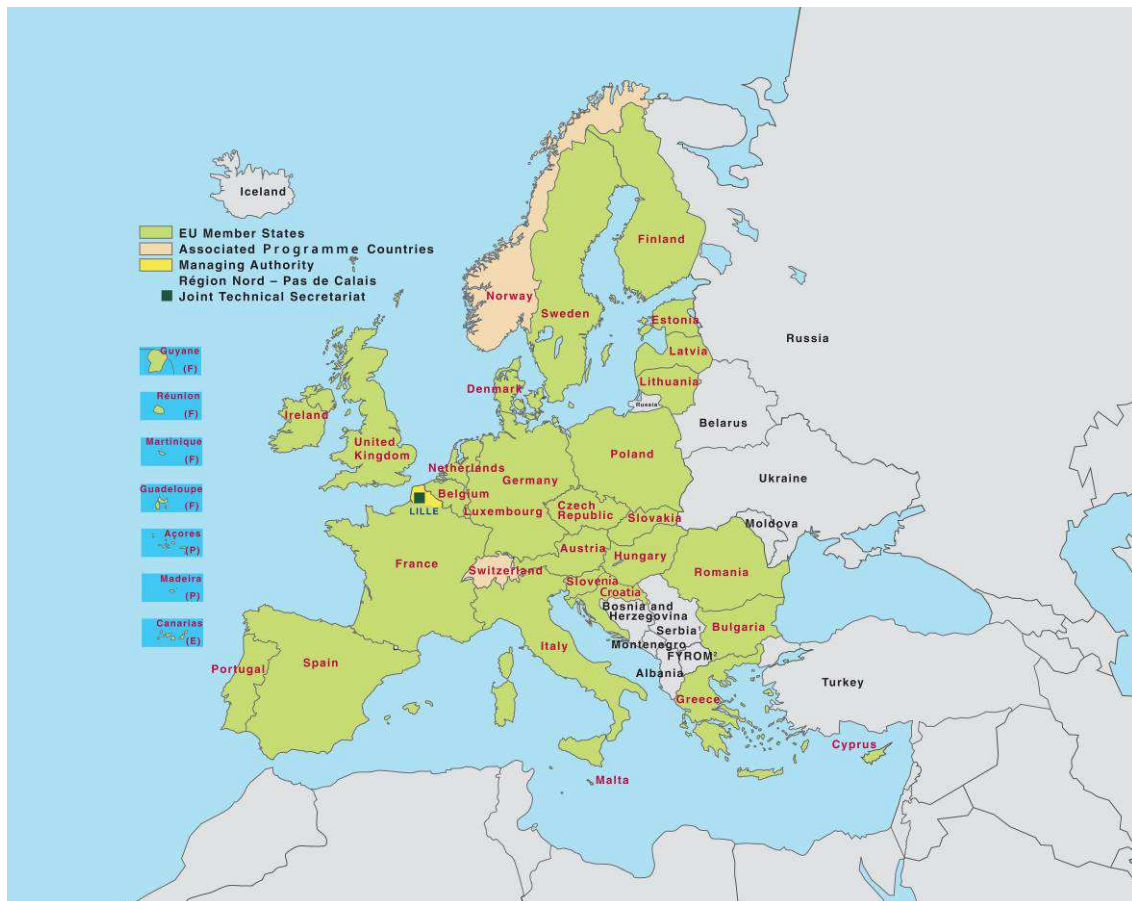 Iceland
EU Member States
Associated Programme Countries
Managing Authority
Région Nord – Pas de Calais
Joint Technical Secretariat
Finland
Norway
Sweden
Estonia
Russia
Guyane
(F)
Latvia
Denmark
Lithuania
Réunion
(F)
Russia
Ireland
Belarus
Martinique
(F)
United
Kingdom
Netherlands
Poland
Germany
Ukraine
Guadeloupe
(F)
Belgium
LILLE
Luxembourg
Czech
Republic
Slovakia
Moldova
Açores
(P)
Austria
Hungary
France
Switzerland
Romania
Madeira
(P)
Slovenia
Croatia
Bosnia and
Herzegovina
Canarias
(E)
Serbia¹
Bulgaria
Montenegro
Italy
FYROM²
Portugal
Spain
Albania
Turkey
Greece
Cyprus
Malta